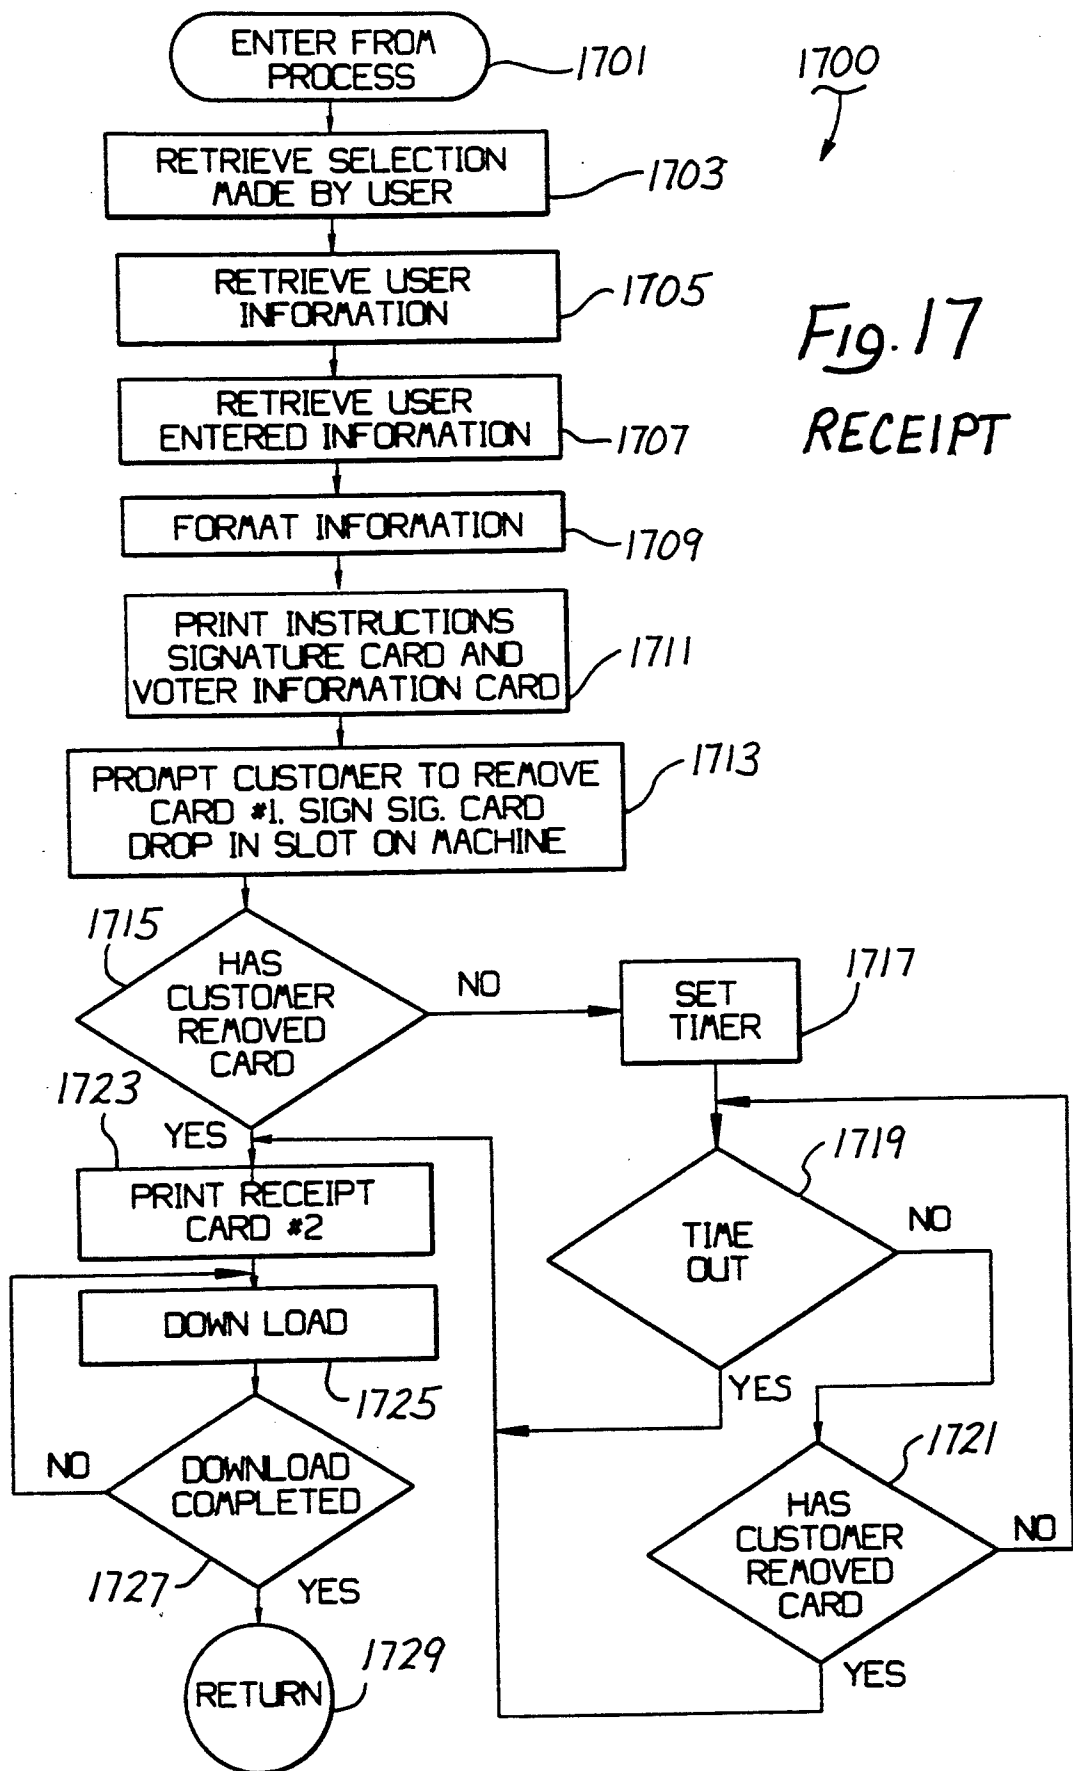 ENTER FROM
PROCESS
1701
1700
RETRIEVE SELECTION
MADE BY USER
1703
RETRIEVE USER
INFORMATION
1705
Fig. 17
RECEIPT
RETRIEVE USER
ENTERED INFORMATION
1707
FORMAT INFORMATION
1709
PRINT INSTRUCTIONS
SIGNATURE CARD AND
VOTER INFORMATION CARD
1711
PROMPT CUSTOMER TO REMOVE
CARD #1. SIGN SIG. CARD
DROP IN SLOT ON MACHINE
1713
1715
HAS
CUSTOMER
REMOVED
CARD
NO
SET
TIMER
1717
1723
YES
PRINT RECEIPT
CARD #2
1719
TIME
OUT
NO
YES
DOWN LOAD
1725
DOWNLOAD
COMPLETED
NO
1727
YES
1721
HAS
CUSTOMER
REMOVED
CARD
NO
YES
RETURN
1729